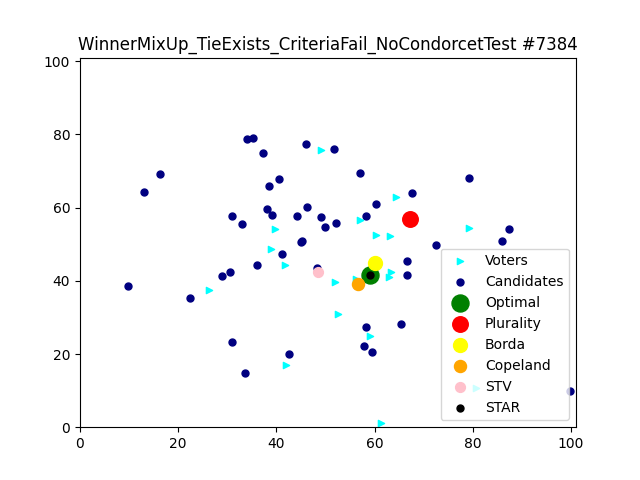 WinnerMixUp_TieExists_CriteriaFail_NoCondorcetTest #7384
100
80
60
40
20
0
0 20 40 60 80 100
Voters
Candidates
Optimal
Plurality
Borda
Copeland
STV
STAR